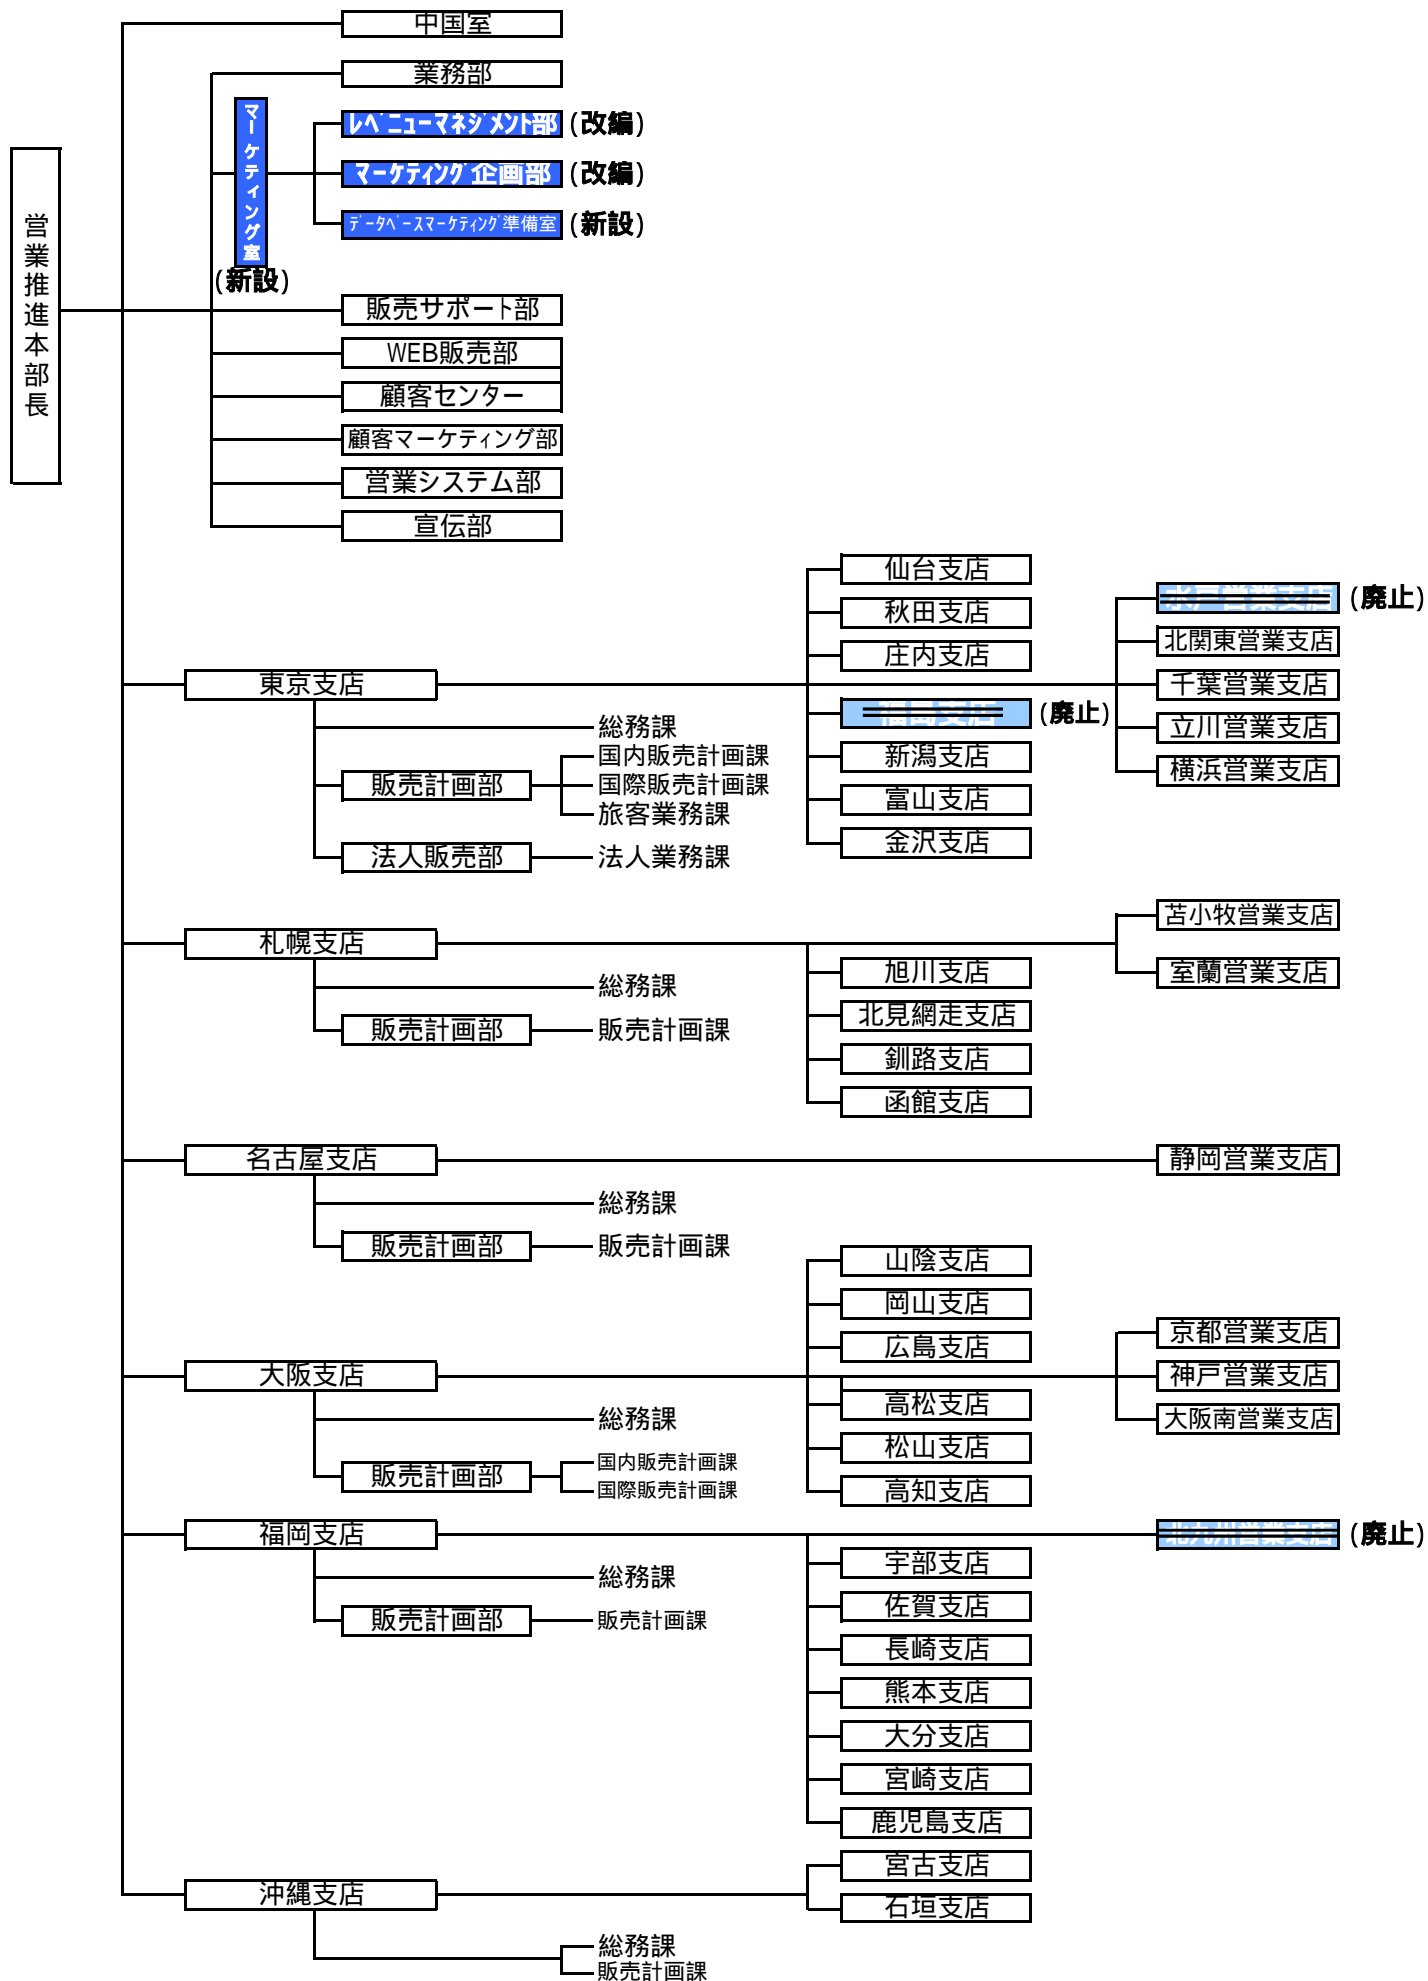 営業推進本部長
中国室
業務部
マーケティング室
(新設)
レベニューマネジメント部 (改編)
マーケティング企画部 (改編)
データベースマーケティング準備室 (新設)
販売サポート部
WEB販売部
顧客センター
顧客マーケティング部
営業システム部
宣伝部
東京支店
総務課
販売計画部
国内販売計画課
国際販売計画課
旅客業務課
法人販売部
法人業務課
仙台支店
秋田支店
庄内支店
福島支店 (廃止)
新潟支店
富山支店
金沢支店
水戸営業支店 (廃止)
北関東営業支店
千葉営業支店
立川営業支店
横浜営業支店
札幌支店
総務課
販売計画部
販売計画課
旭川支店
北見網走支店
釧路支店
函館支店
苫小牧営業支店
室蘭営業支店
名古屋支店
総務課
販売計画部
販売計画課
静岡営業支店
大阪支店
総務課
販売計画部
国内販売計画課
国際販売計画課
山陰支店
岡山支店
広島支店
高松支店
松山支店
高知支店
京都営業支店
神戸営業支店
大阪南営業支店
福岡支店
総務課
販売計画部
販売計画課
宇部支店
佐賀支店
長崎支店
熊本支店
大分支店
宮崎支店
鹿児島支店
北九州営業支店 (廃止)
沖縄支店
総務課
販売計画課
宮古支店
石垣支店